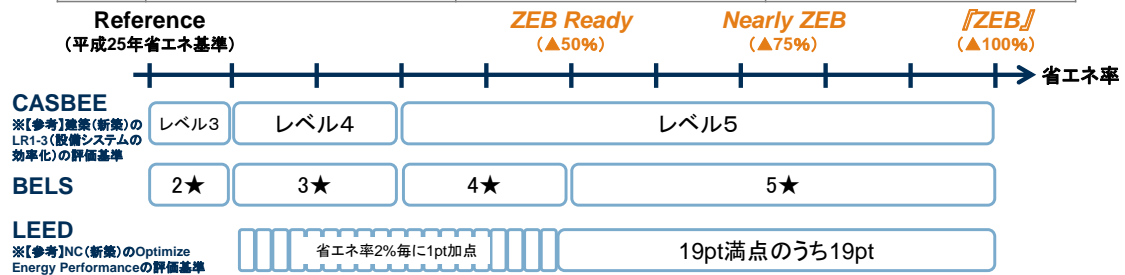 Reference
(平成25年省エネ基準)
ZEB Ready
(▲50%)
Nearly ZEB
(▲75%)
『ZEB』
(▲100%)
省エネ率
CASBEE
※【参考】建築(新築)の
LR1-3(設備システムの
効率化)の評価基準
レベル3
レベル4
レベル5
BELS
2★
3★
4★
5★
LEED
※【参考】NC(新築)のOptimize
Energy Performanceの評価基準
省エネ率2%毎に1pt加点
19pt満点のうち19pt